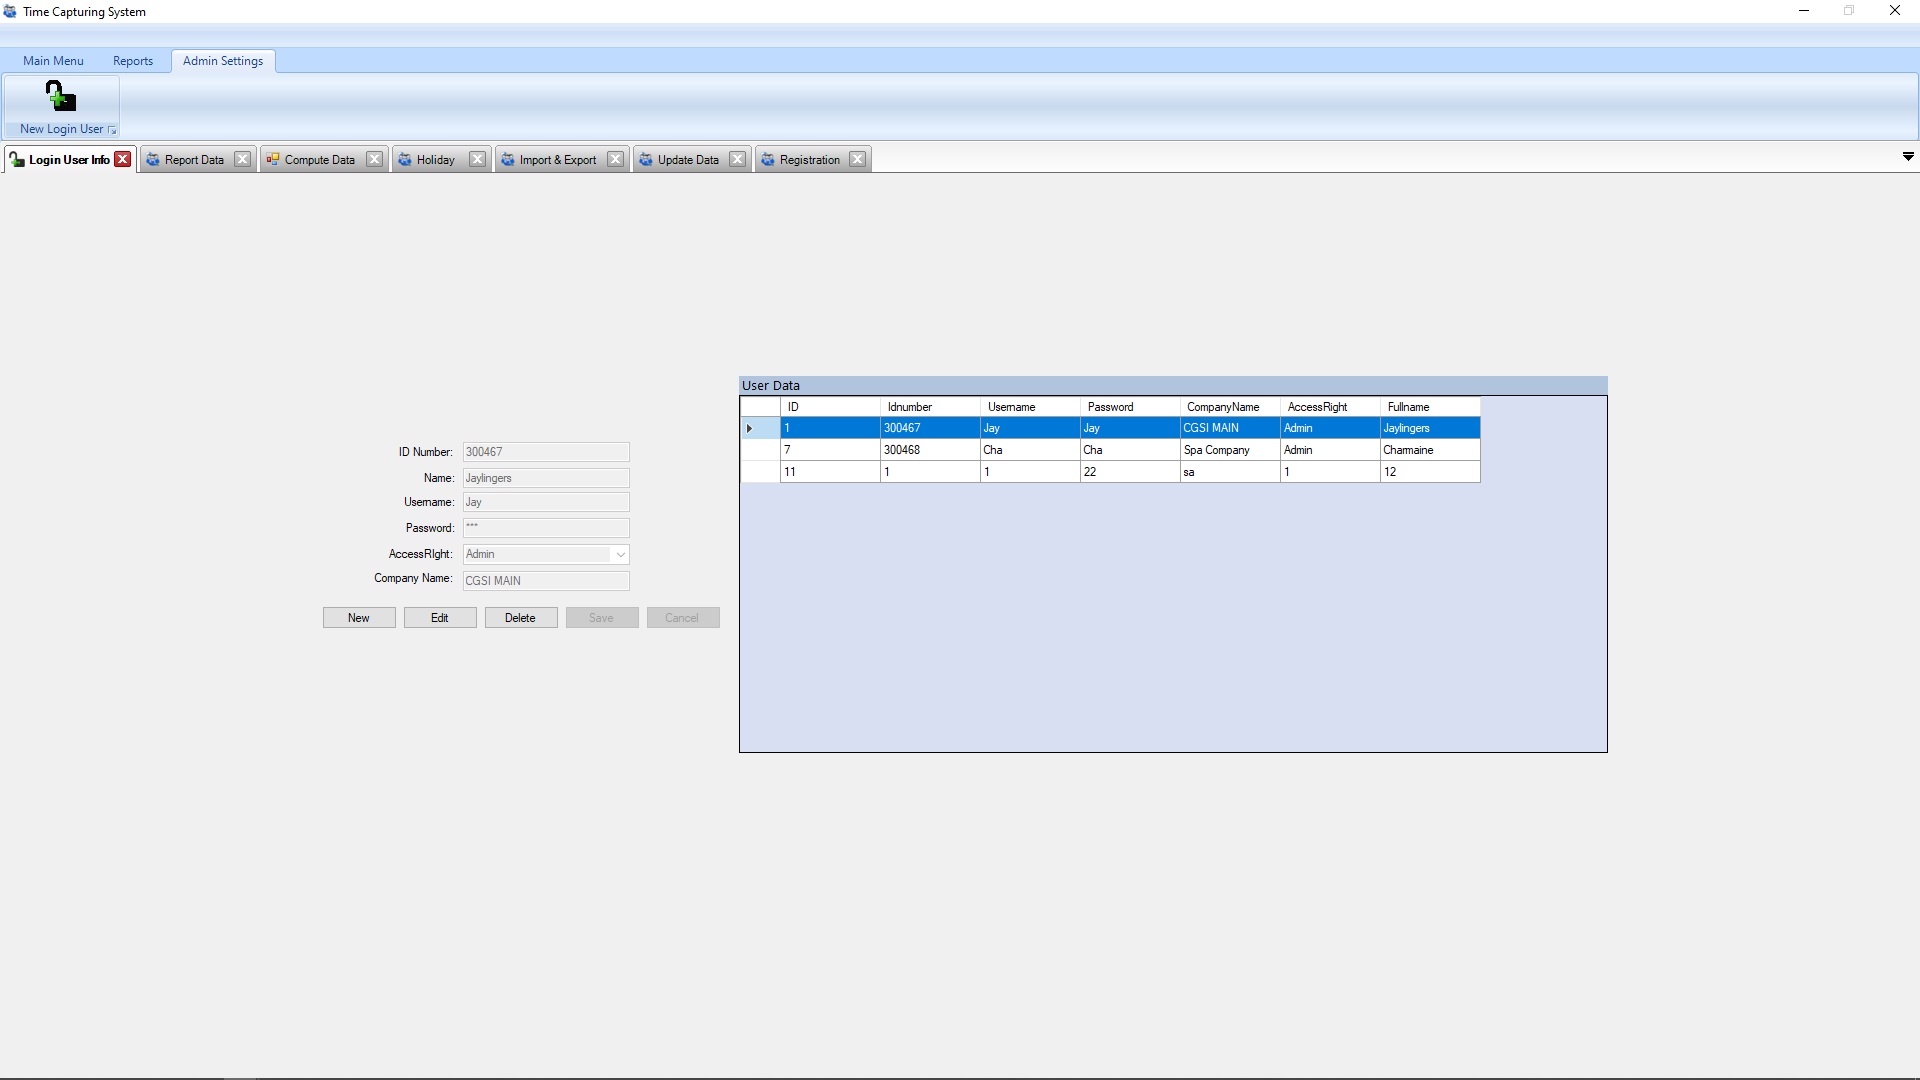 Time Capturing System
Main Menu Reports Admin Settings
New Login User
Login User Info Report Data Compute Data Holiday Import & Export Update Data Registration
User Data
ID Idnumber Username Password CompanyName AccessRight Fullname
1 300467 Jay Jay CGSI MAIN Admin Jaylingers
7 300468 Cha Cha Spa Company Admin Charmaine
11 1 1 22 sa 1 12
ID Number: 300467
Name: Jaylingers
Username: Jay
Password: ***
AccessRIght: Admin
Company Name: CGSI MAIN
New Edit Delete Save Cancel